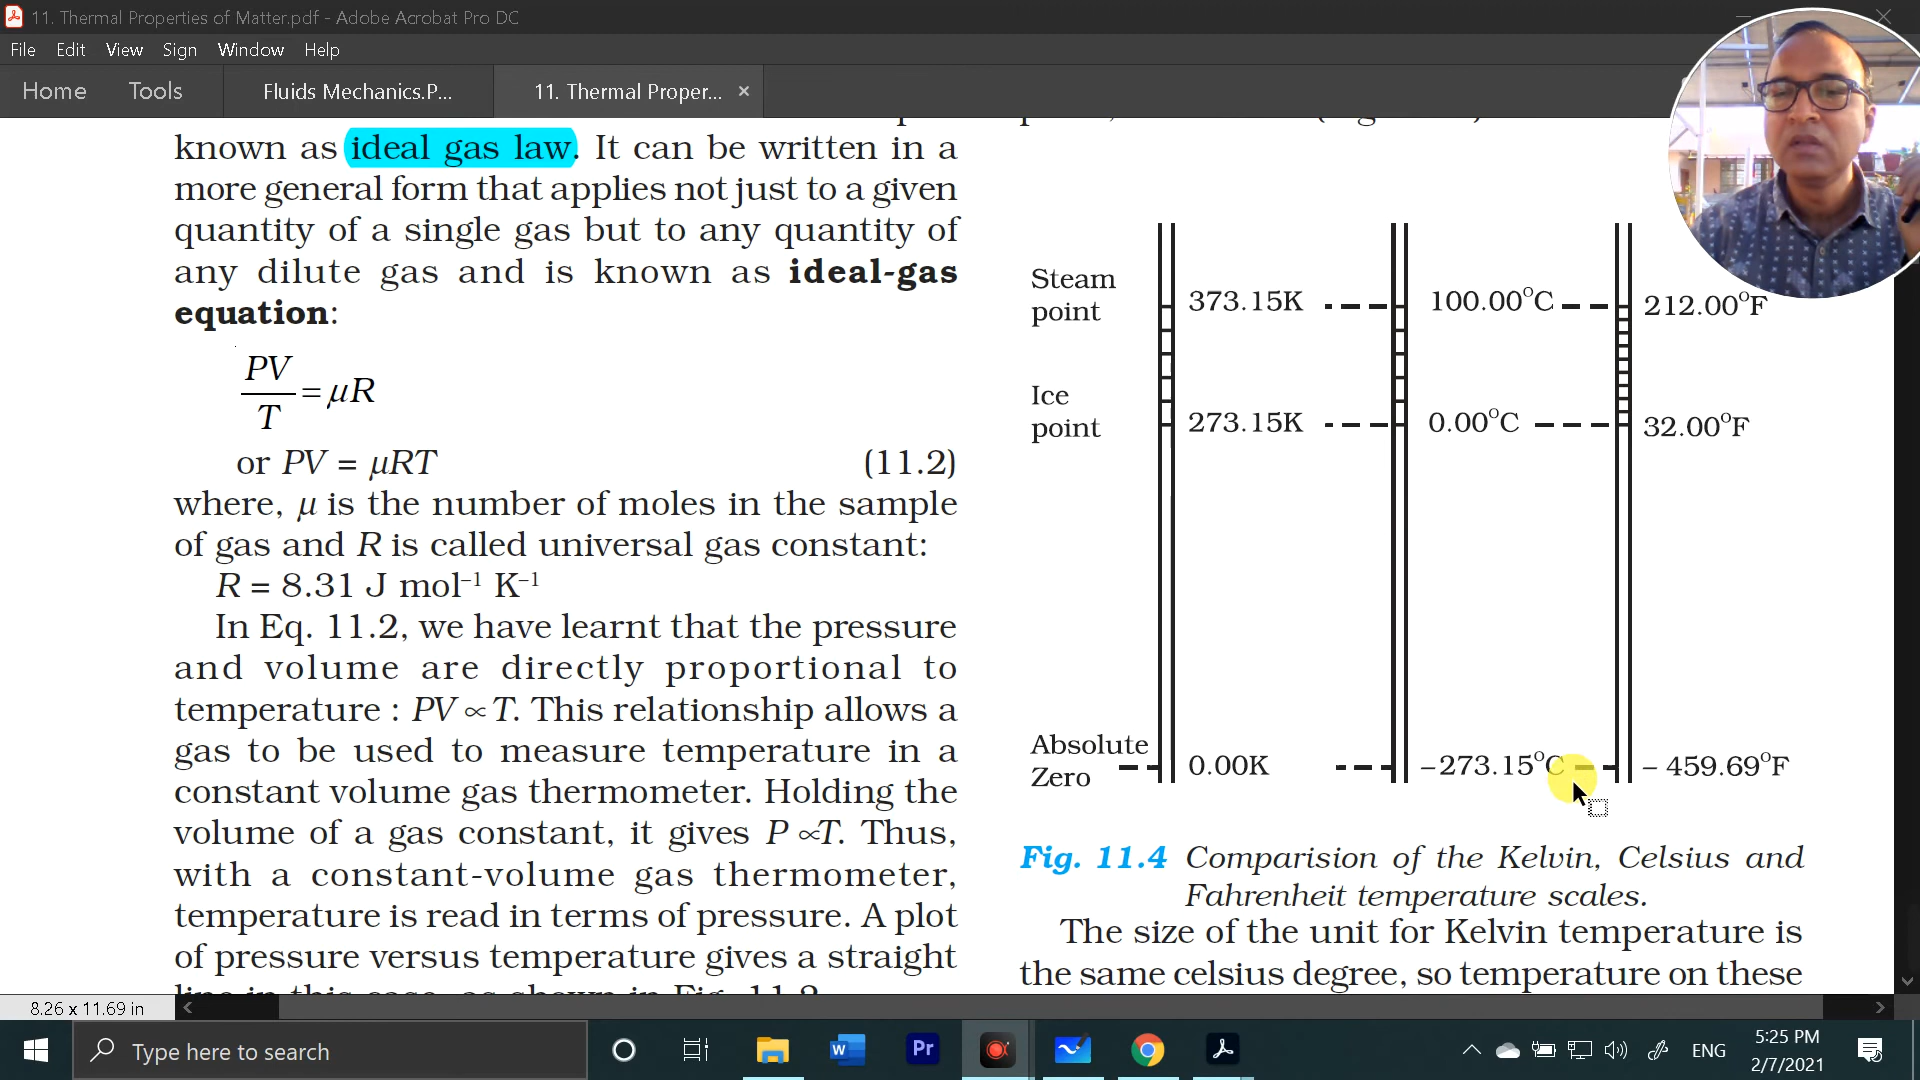 11. Thermal Properties of Matter.pdf - Adobe Acrobat Pro DC
File Edit View Sign Window Help
Home Tools Fluids Mechanics.P... 11. Thermal Proper... ×
known as ideal gas law. It can be written in a
more general form that applies not just to a given
quantity of a single gas but to any quantity of
any dilute gas and is known as ideal-gas
equation:
PV
T
= μR
or PV = μRT (11.2)
where, μ is the number of moles in the sample
of gas and R is called universal gas constant:
R = 8.31 J mol⁻¹ K⁻¹
In Eq. 11.2, we have learnt that the pressure
and volume are directly proportional to
temperature : PV ∝ T. This relationship allows a
gas to be used to measure temperature in a
constant volume gas thermometer. Holding the
volume of a gas constant, it gives P ∝T. Thus,
with a constant-volume gas thermometer,
temperature is read in terms of pressure. A plot
of pressure versus temperature gives a straight
Steam
point
373.15K 100.00°C 212.00°F
Ice
point
273.15K 0.00°C 32.00°F
Absolute
Zero
0.00K –273.15°C – 459.69°F
Fig. 11.4 Comparision of the Kelvin, Celsius and
Fahrenheit temperature scales.
The size of the unit for Kelvin temperature is
the same celsius degree, so temperature on these
8.26 x 11.69 in
Type here to search
W
Pr
ENG
5:25 PM
2/7/2021